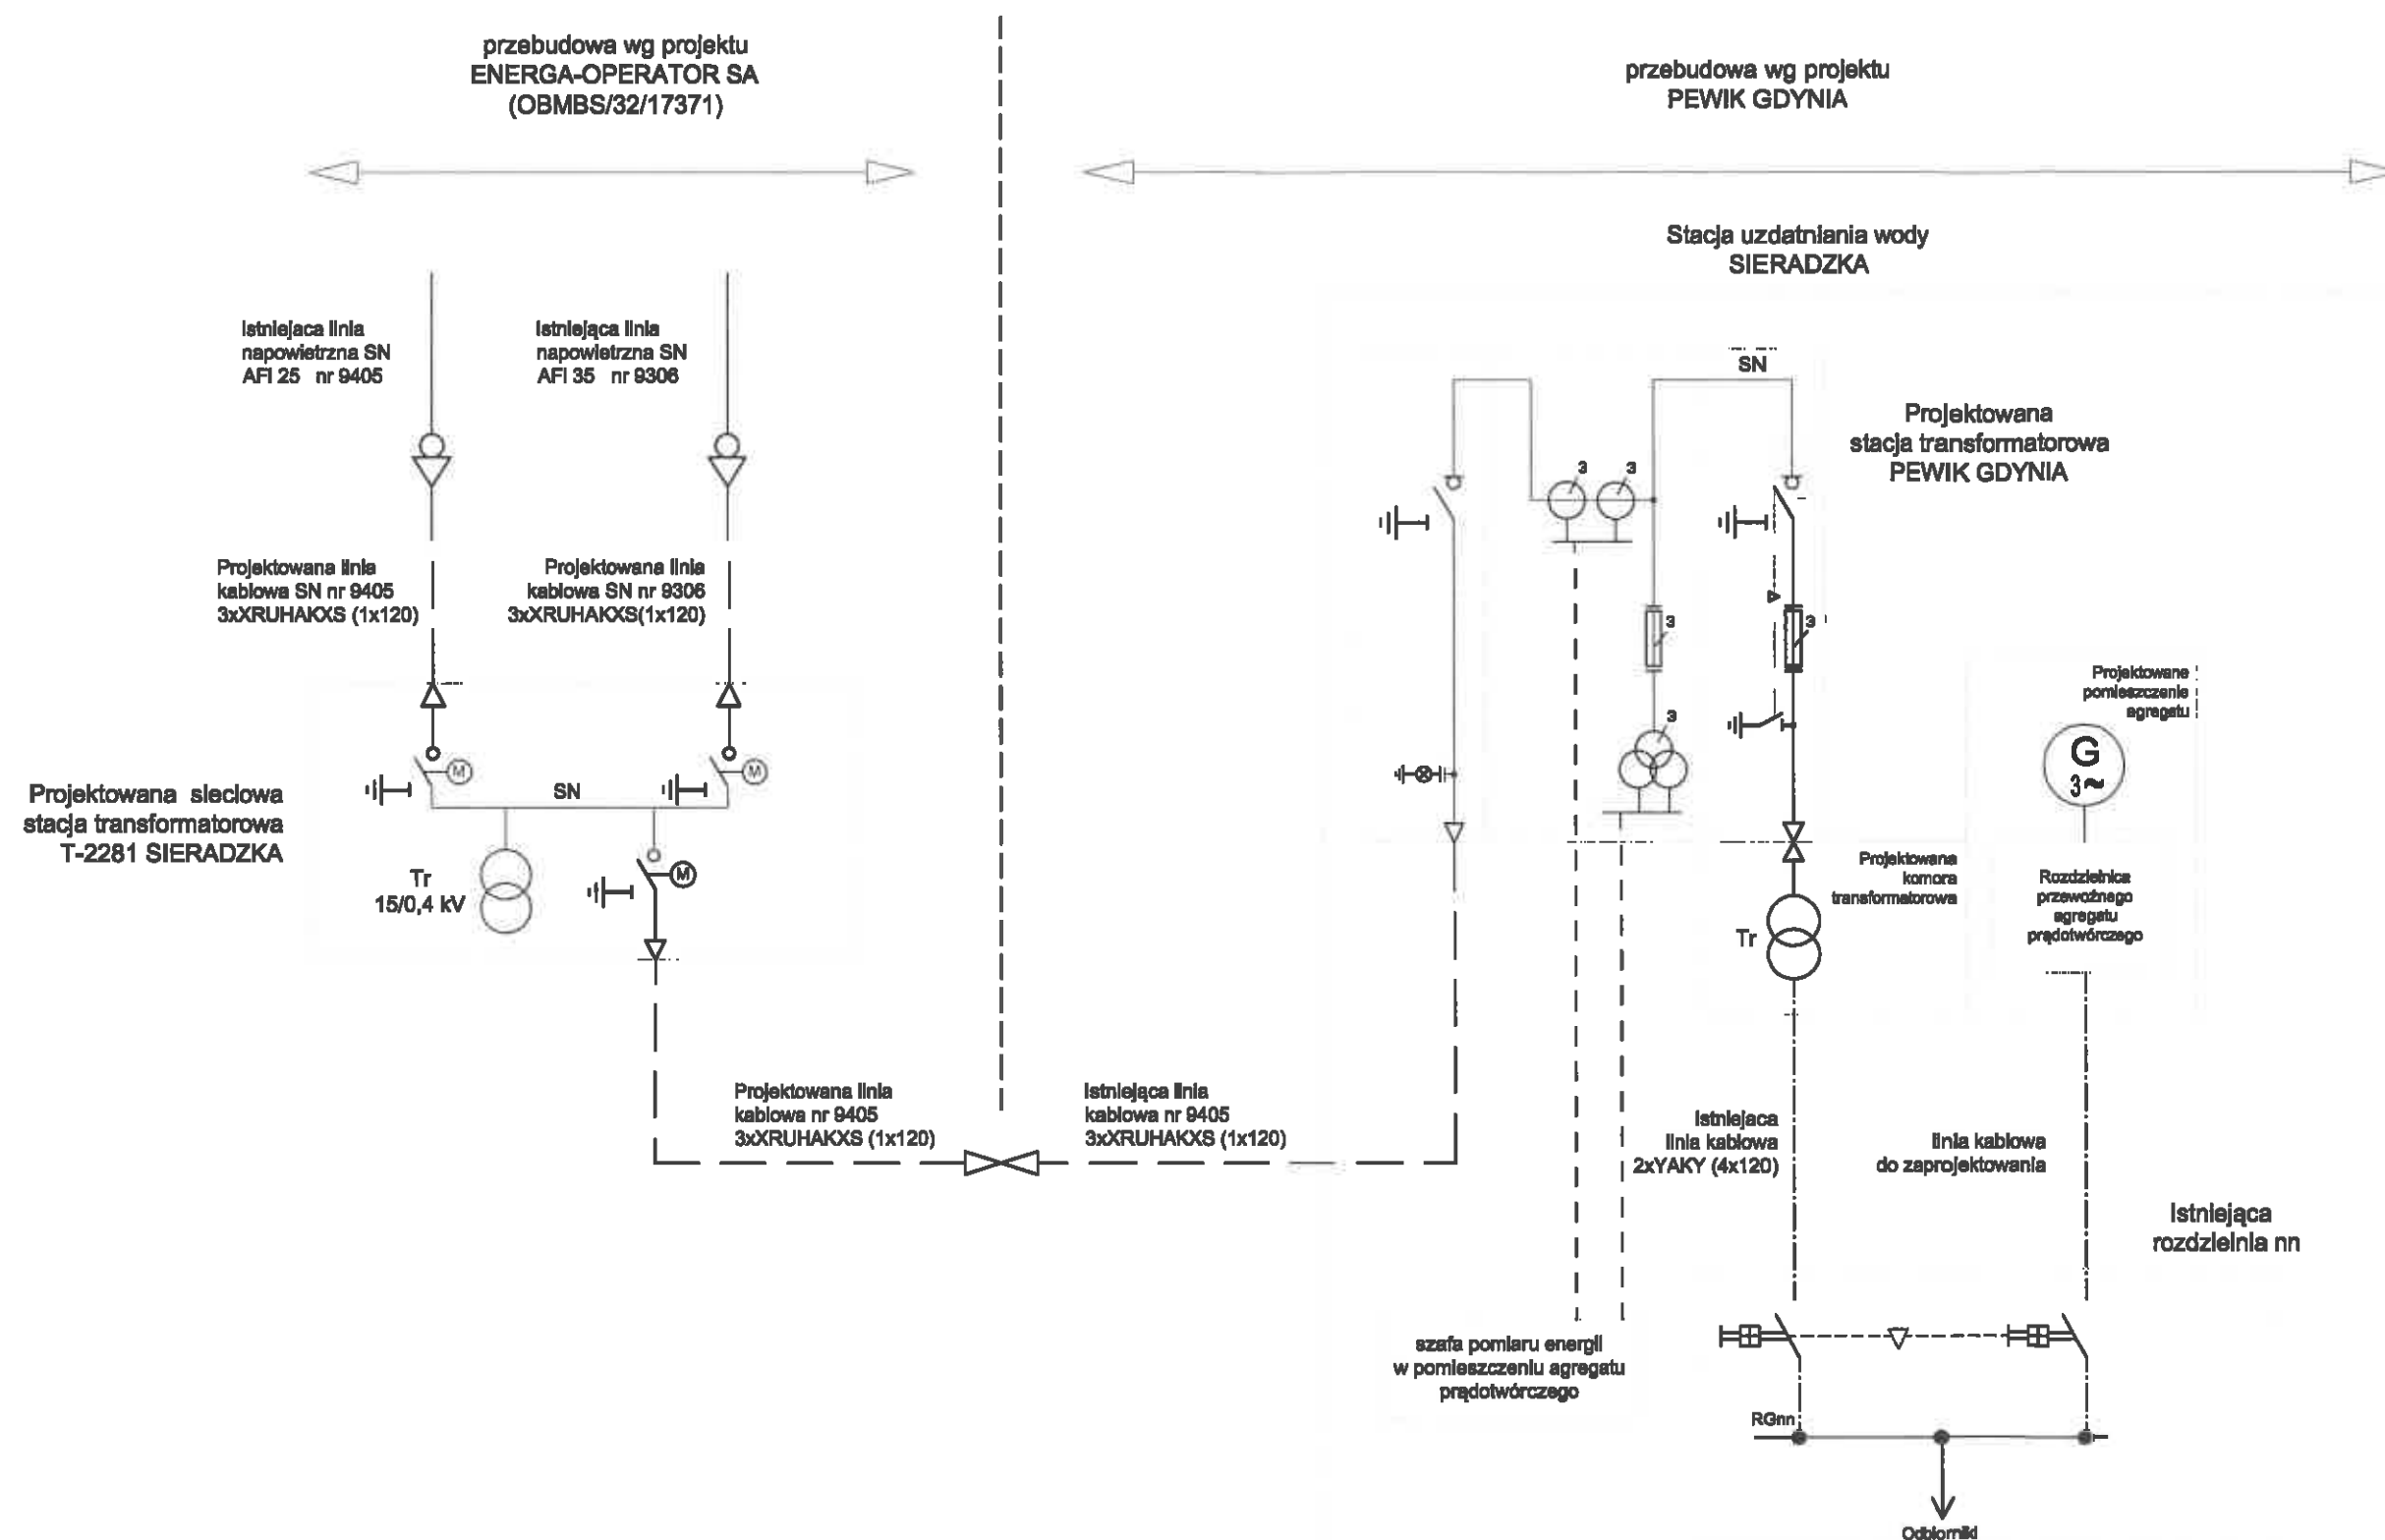 przebudowa wg projektu
ENERGA-OPERATOR SA
(OBMBS/32/17371)
przebudowa wg projektu
PEWIK GDYNIA
Stacja uzdatniania wody
SIERADZKA
Istniejaca linia
napowietrzna SN
AFl 25 nr 9405
Istniejąca linia
napowietrzna SN
AFl 35 nr 9306
SN
Projektowana
stacja transformatorowa
PEWIK GDYNIA
3
3
Projektowana linia
kablowa SN nr 9405
3xXRUHAKXS (1x120)
Projektowana linia
kablowa SN nr 9306
3xXRUHAKXS(1x120)
3
3
3
Projektowane
pomieszczenie
agregatu
G
3~
M
M
SN
Projektowana sieciowa
stacja transformatorowa
T-2281 SIERADZKA
Tr
15/0,4 kV
M
Projektowana
komora
transformatorowa
Tr
Rozdzielnica
przewoźnego
agregatu
prądotwórczego
Projektowana linia
kablowa nr 9405
3xXRUHAKXS (1x120)
Istniejąca linia
kablowa nr 9405
3xXRUHAKXS (1x120)
Istniejaca
linia kablowa
2xYAKY (4x120)
linia kablowa
do zaprojektowania
Istniejąca
rozdzielnia nn
szafa pomiaru energii
w pomieszczeniu agregatu
prądotwórczego
RGnn
Odbiorniki